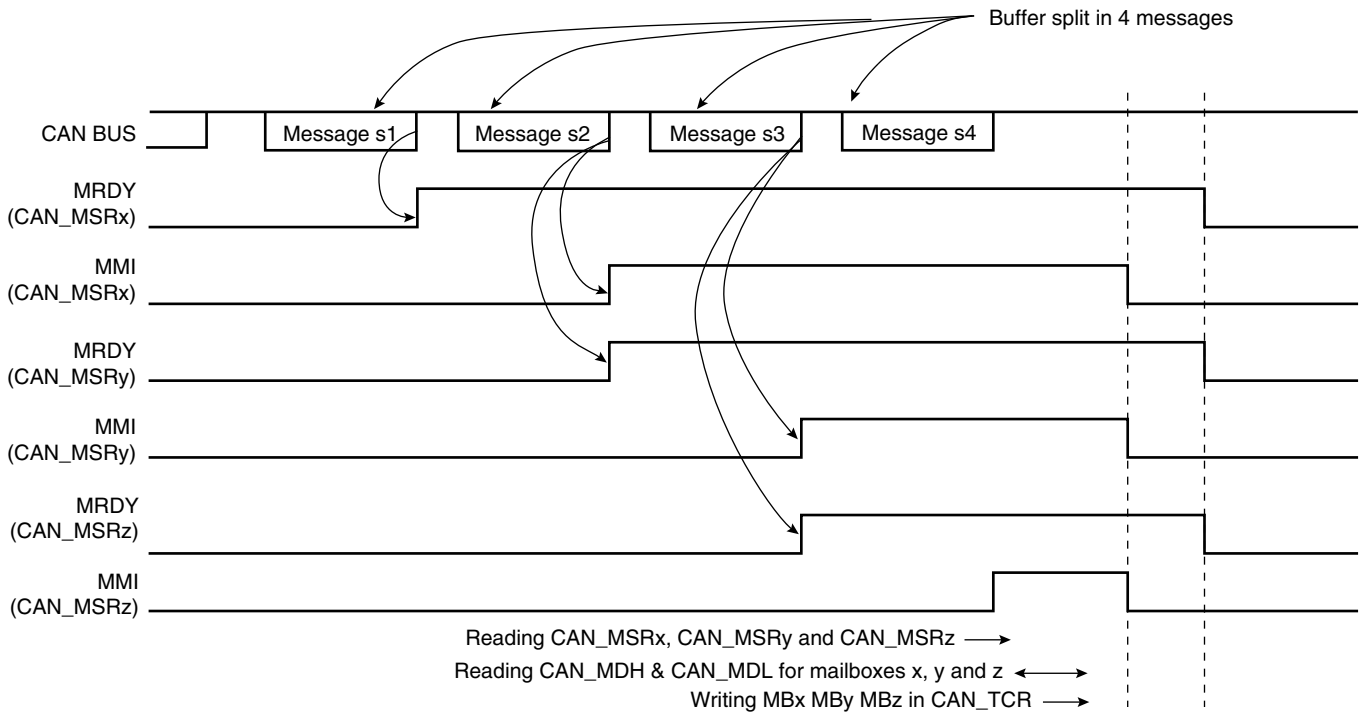 Buffer split in 4 messages
CAN BUS
Message s1
Message s2
Message s3
Message s4
MRDY
(CAN_MSRx)
MMI
(CAN_MSRx)
MRDY
(CAN_MSRy)
MMI
(CAN_MSRy)
MRDY
(CAN_MSRz)
MMI
(CAN_MSRz)
Reading CAN_MSRx, CAN_MSRy and CAN_MSRz
Reading CAN_MDH & CAN_MDL for mailboxes x, y and z
Writing MBx MBy MBz in CAN_TCR